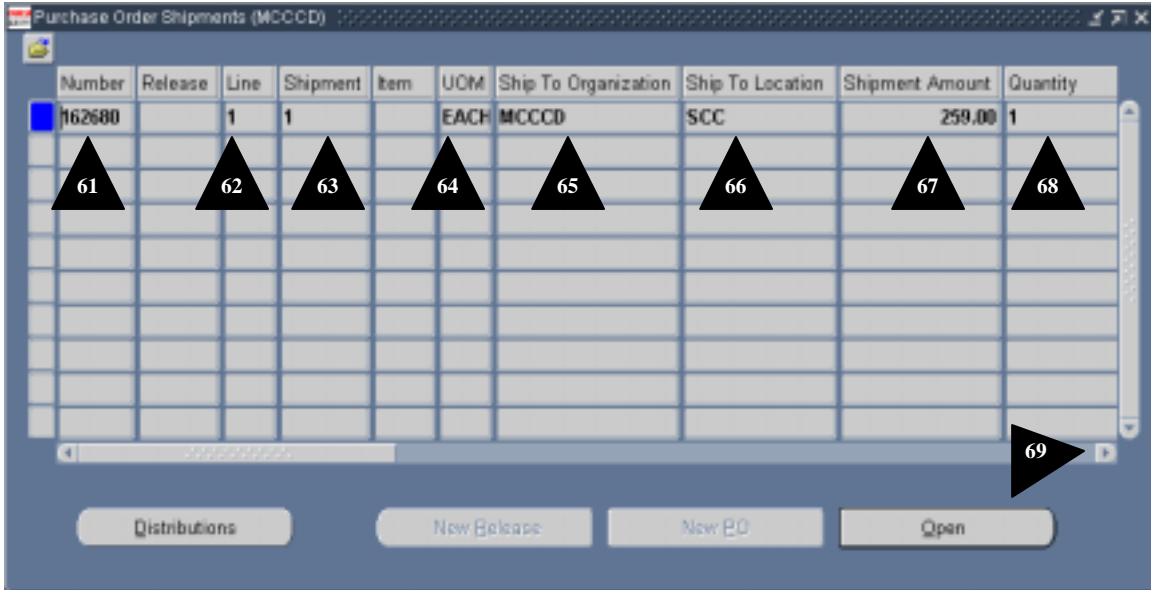 Purchase Order Shipments (MCCCD)
Number Release Line Shipment Item UOM Ship To Organization Ship To Location Shipment Amount Quantity
162680 1 1 EACH MCCCD SCC 259.00 1
61 62 63 64 65 66 67 68
69
Distributions New Release New PO Open